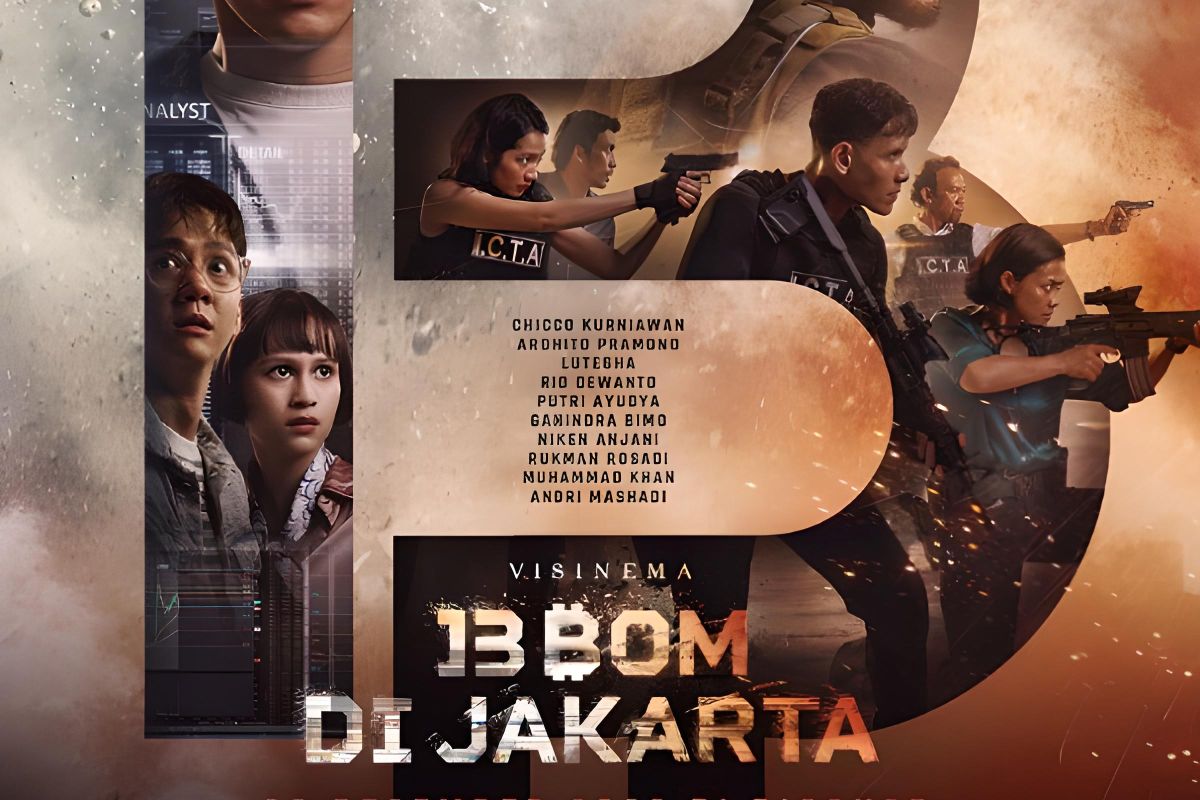 NALYST
DETAIL
I.C.T.A
I.C.T.A
C.T.A
CHICCO KURNIAWAN
ARDHITO PRAMONO
LUTESHA
RIO DEWANTO
PUTRI AYUDYA
GANINDRA BIMO
NIKEN ANJANI
RUKMAN ROSADI
MUHAMMAD KHAN
ANDRI MASHADI
VISINEMA
13 BOM
DI JAKARTA